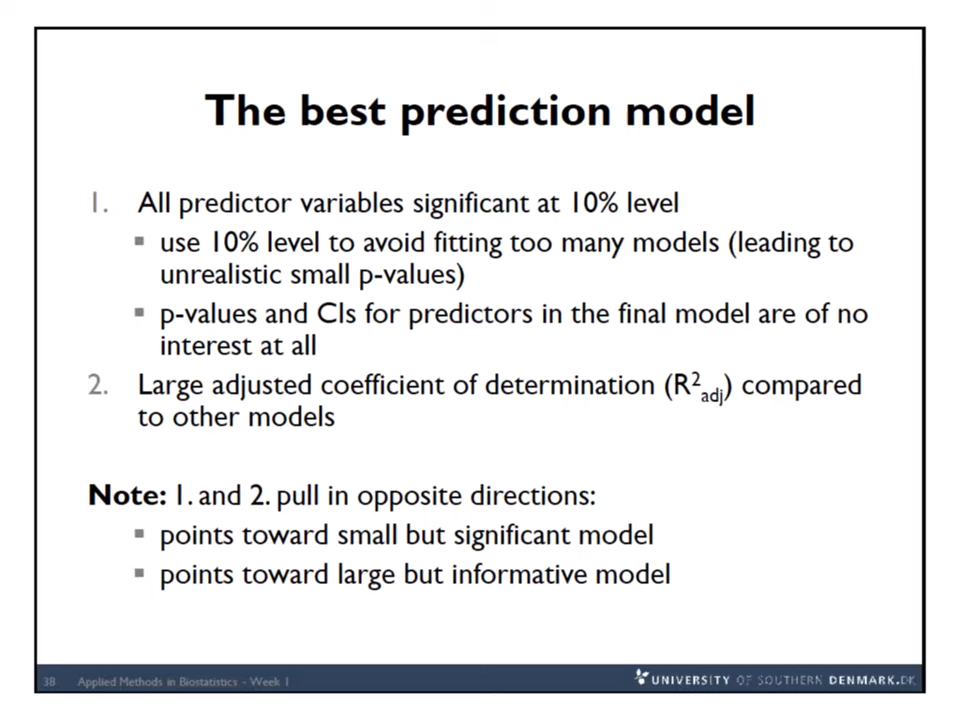 The best prediction model
1. All predictor variables significant at 10% level
▪ use 10% level to avoid fitting too many models (leading to
unrealistic small p-values)
▪ p-values and CIs for predictors in the final model are of no
interest at all
2. Large adjusted coefficient of determination (R²adj) compared
to other models
Note: 1. and 2. pull in opposite directions:
▪ points toward small but significant model
▪ points toward large but informative model
38 Applied Methods in Biostatistics - Week 1
UNIVERSITY OF SOUTHERN DENMARK.DK